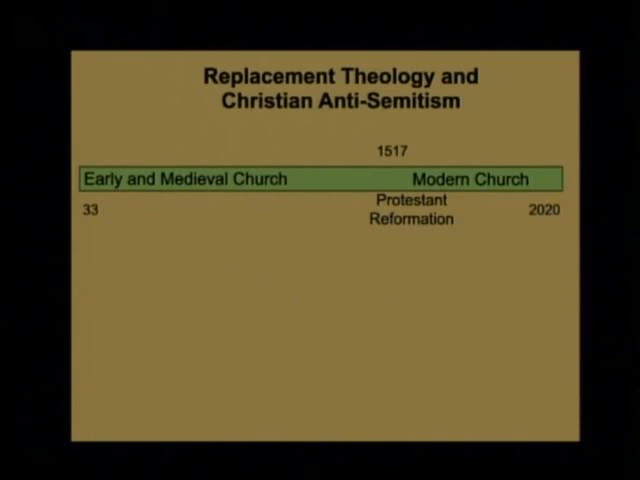 Replacement Theology and
Christian Anti-Semitism
1517
Early and Medieval Church Modern Church
33 Protestant 2020
Reformation